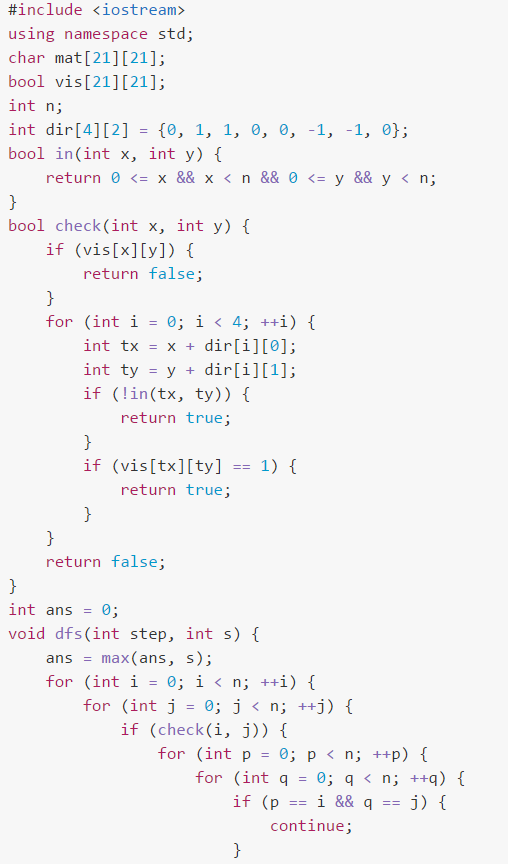 #include <iostream>
using namespace std;
char mat[21][21];
bool vis[21][21];
int n;
int dir[4][2] = {0, 1, 1, 0, 0, -1, -1, 0};
bool in(int x, int y) {
    return 0 <= x && x < n && 0 <= y && y < n;
}
bool check(int x, int y) {
    if (vis[x][y]) {
        return false;
    }
    for (int i = 0; i < 4; ++i) {
        int tx = x + dir[i][0];
        int ty = y + dir[i][1];
        if (!in(tx, ty)) {
            return true;
        }
        if (vis[tx][ty] == 1) {
            return true;
        }
    }
    return false;
}
int ans = 0;
void dfs(int step, int s) {
    ans = max(ans, s);
    for (int i = 0; i < n; ++i) {
        for (int j = 0; j < n; ++j) {
            if (check(i, j)) {
                for (int p = 0; p < n; ++p) {
                    for (int q = 0; q < n; ++q) {
                        if (p == i && q == j) {
                            continue;
                        }